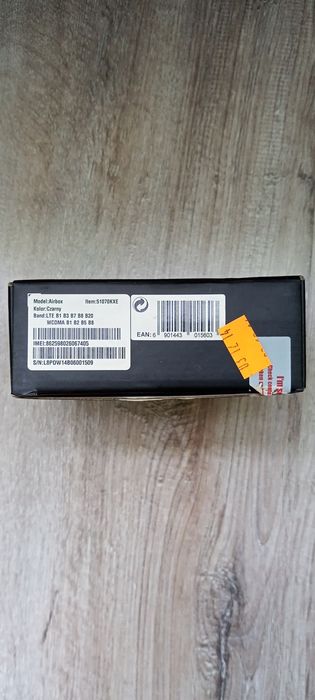 Model:Airbox Item:51070KXE
Kolor:Czarny
Band:LTE B1 B3 B7 B8 B20
WCDMA B1 B2 B5 B8
IMEI:862598026067405
S/N:L8PDW14B06001509
EAN: 6 901443 015603